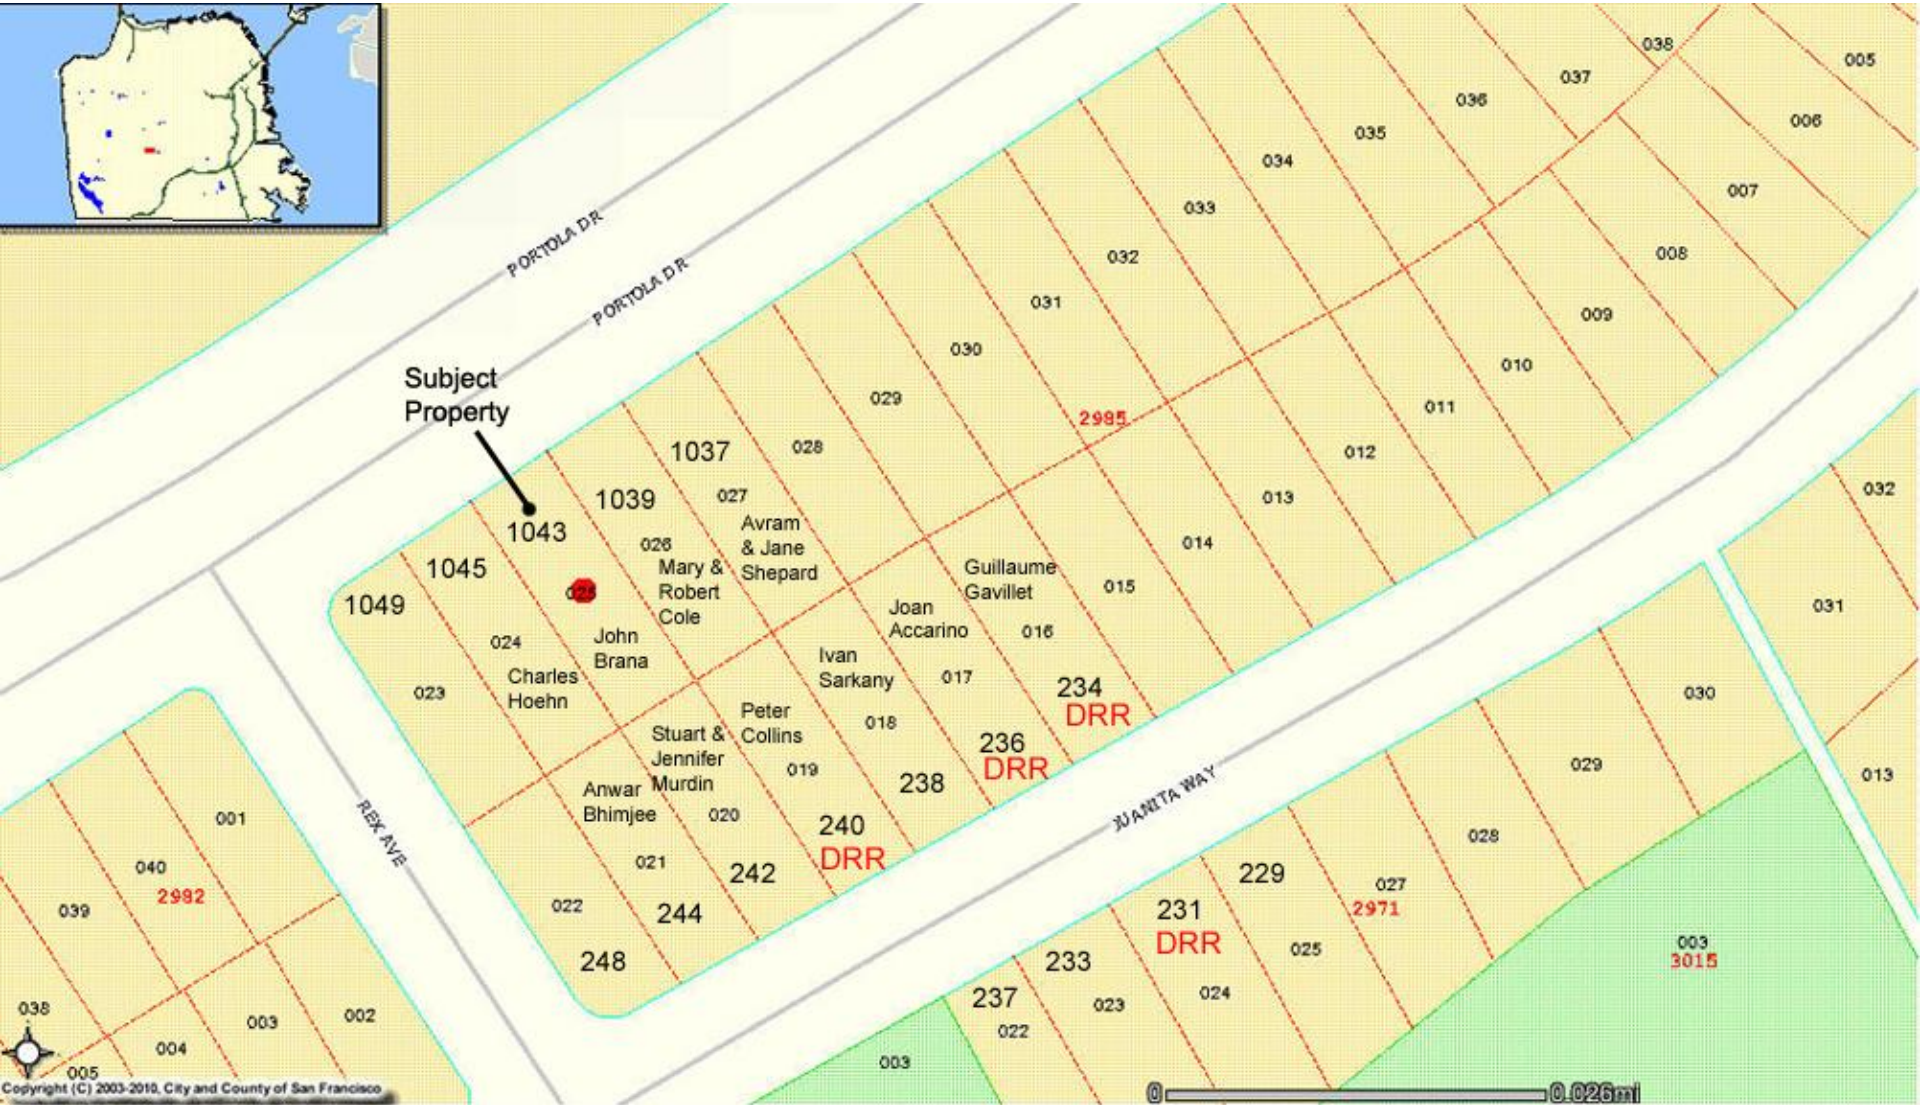 038
005
037
036
006
035
034
007
033
PORTOLA DR
032
008
PORTOLA DR
031
009
030
010
Subject
Property
029
011
2985
1037
028
012
032
1039
027
013
1043
Avram
& Jane
Shepard
026
014
1045
Mary &
Robert
Cole
Guillaume
Gavillet
015
1049
025
Joan
Accarino
031
024
John
Brana
016
Charles
Hoehn
Ivan
Sarkany
017
234
DRR
023
030
Peter
Collins
018
Stuart &
Jennifer
Murdin
236
DRR
019
238
029
013
Anwar
Bhimjee
020
JUANITA WAY
001
REX AVE
240
DRR
028
021
242
040
2982
229
027
2971
039
022
244
231
DRR
025
248
233
003
3015
237
023
024
022
038
003
002
004
003
005
Copyright (C) 2003-2010, City and County of San Francisco
0
0.026mi